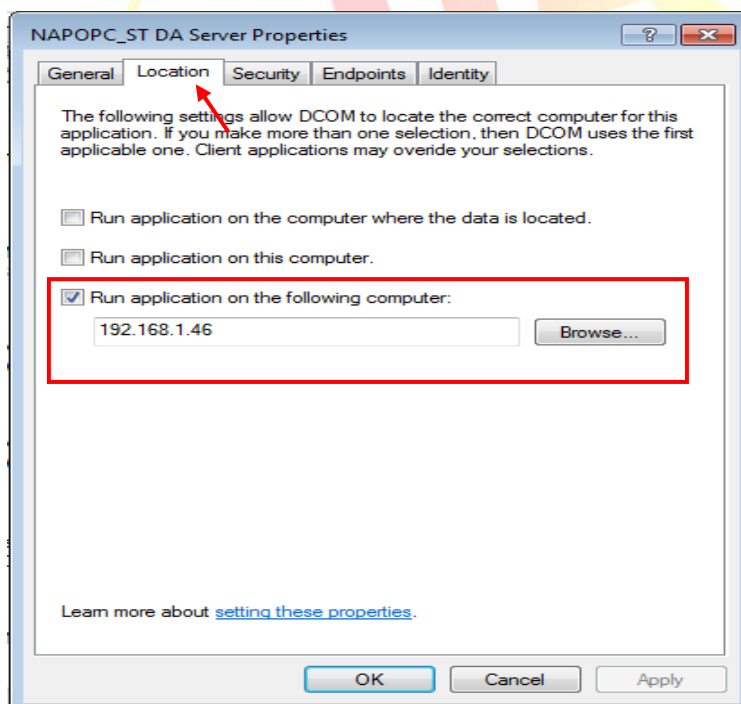 NAPOPC_ST DA Server Properties
General Location Security Endpoints Identity
The following settings allow DCOM to locate the correct computer for this
application. If you make more than one selection, then DCOM uses the first
applicable one. Client applications may overide your selections.
Run application on the computer where the data is located.
Run application on this computer.
Run application on the following computer:
192.168.1.46
Browse...
Learn more about setting these properties.
OK Cancel Apply